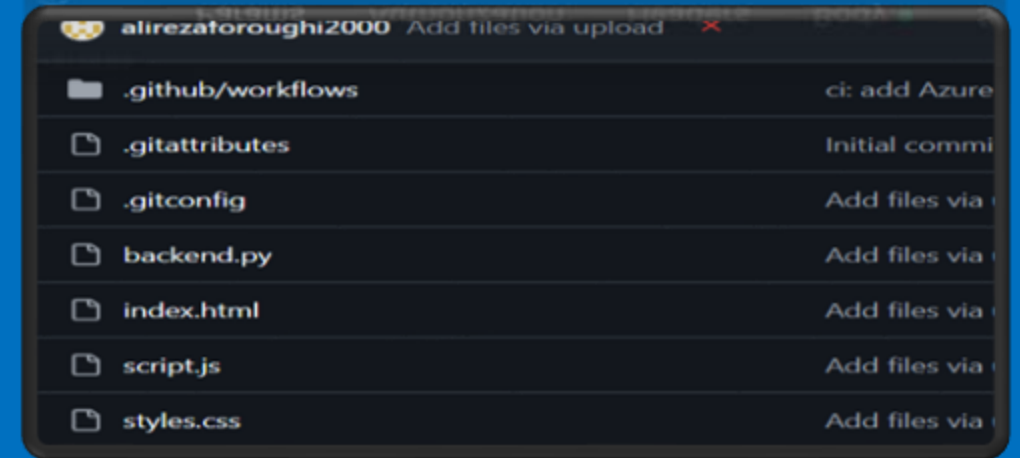 alirezaforoughi2000 Add files via upload
.github/workflows ci: add Azure
.gitattributes Initial commi
.gitconfig Add files via
backend.py Add files via
index.html Add files via
script.js Add files via
styles.css Add files via